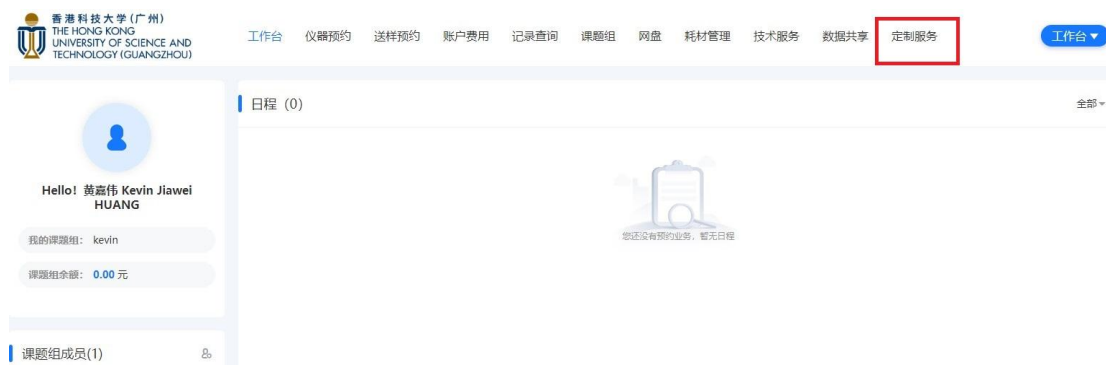 香港科技大学(广州)
THE HONG KONG
UNIVERSITY OF SCIENCE AND
TECHNOLOGY (GUANGZHOU)
工作台 仪器预约 送样预约 账户费用 记录查询 课题组 网盘 耗材管理 技术服务 数据共享 定制服务
工作台
日程 (0)
全部
Hello! 黄嘉伟 Kevin Jiawei
HUANG
我的课题组: kevin
课题组余额: 0.00 元
您还没有预约业务, 暂无日程
课题组成员(1)